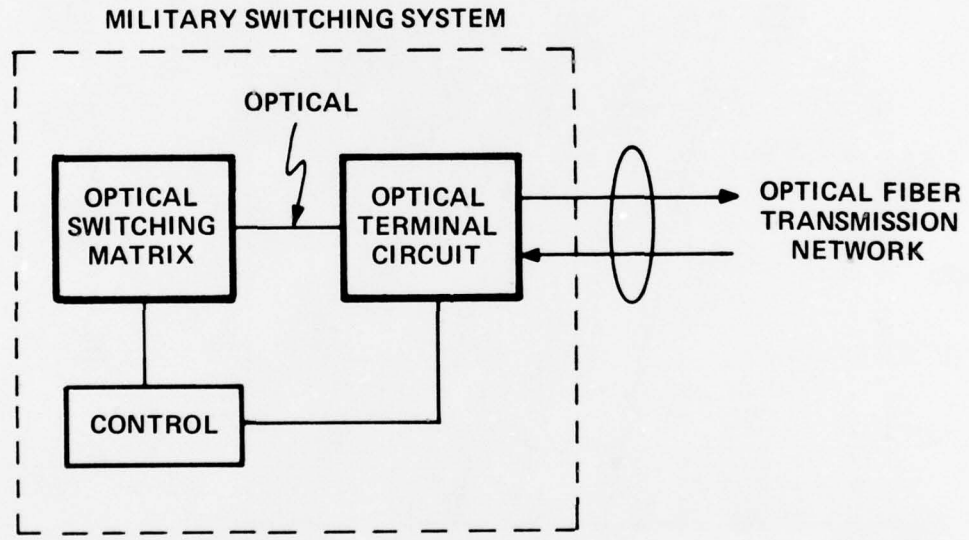 MILITARY SWITCHING SYSTEM
OPTICAL
OPTICAL
SWITCHING
MATRIX
OPTICAL
TERMINAL
CIRCUIT
OPTICAL FIBER
TRANSMISSION
NETWORK
CONTROL